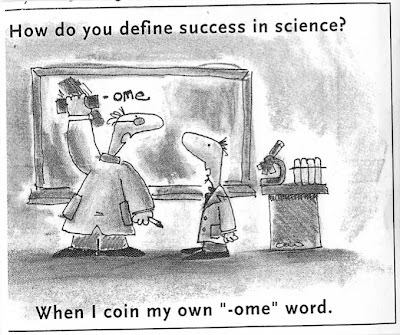 How do you define success in science?
-ome
When I coin my own "-ome" word.